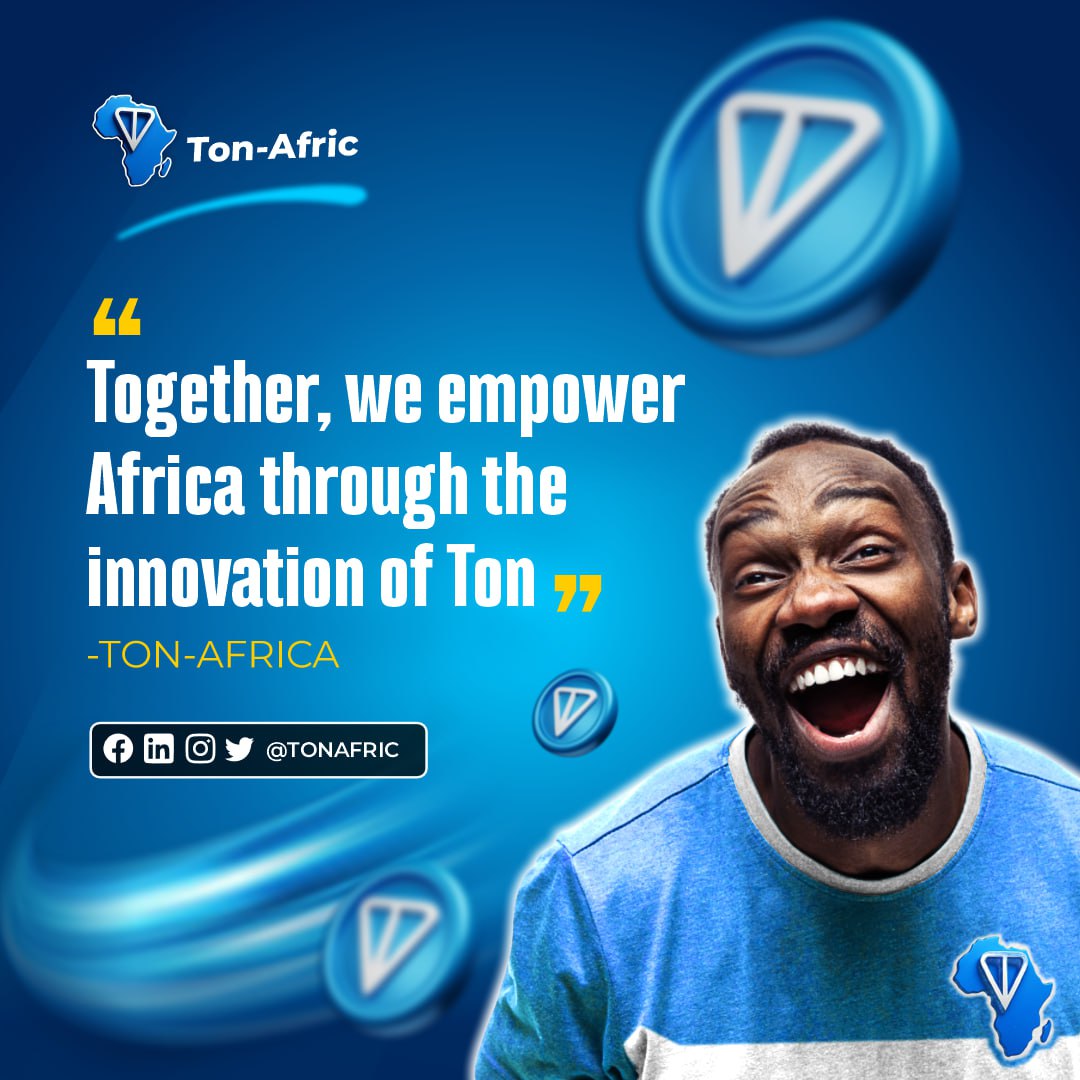 Ton-Afric
“
Together, we empower
Africa through the
innovation of Ton ”
-TON-AFRICA
@TONAFRIC